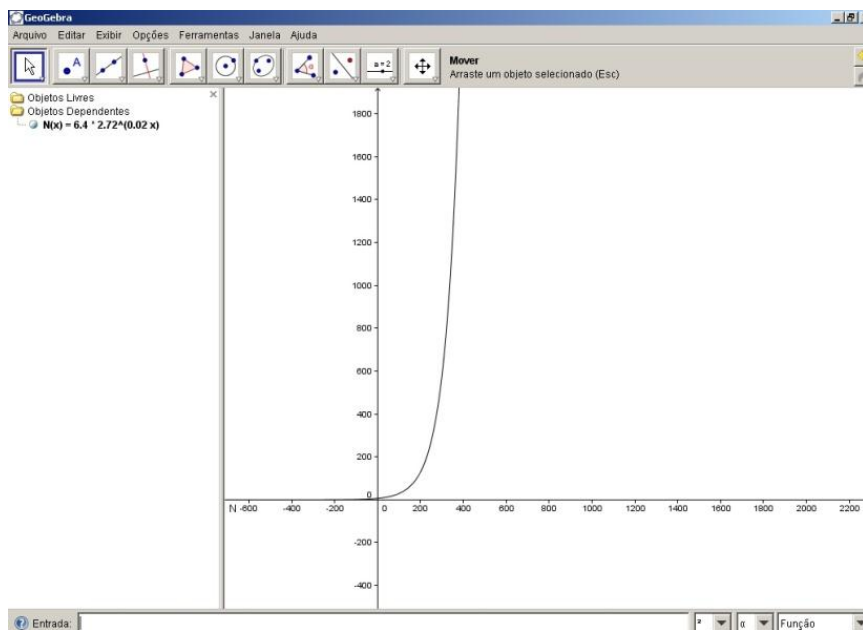 GeoGebra
Arquivo Editar Exibir Opções Ferramentas Janela Ajuda
A
a=2
Mover
Arraste um objeto selecionado (Esc)
Objetos Livres
Objetos Dependentes
N(x) = 6.4 * 2.72^(0.02 x)
1800
1600
1400
1200
1000
800
600
400
200
0
N -600 -400 -200 0 200 400 600 800 1000 1200 1400 1600 1800 2000 2200
-200
-400
Entrada:
² α Função